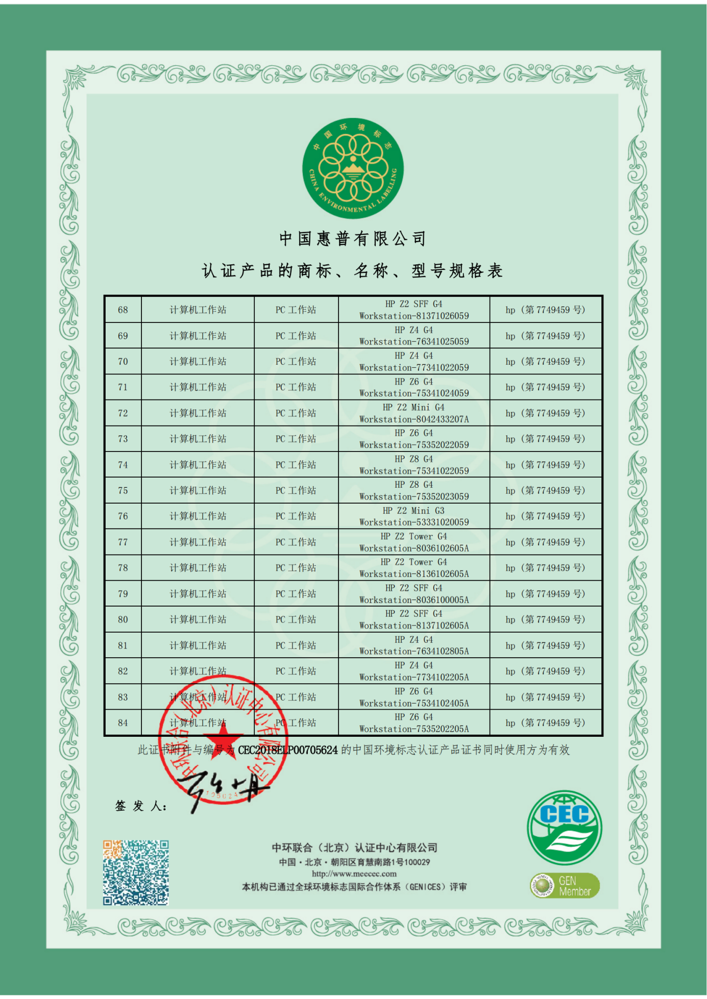 中国环境标志
CHINA ENVIRONMENTAL LABELLING
中国惠普有限公司
认证产品的商标、名称、型号规格表
68 计算机工作站 PC 工作站 HP Z2 SFF G4 Workstation-81371026059 hp（第 7749459 号）
69 计算机工作站 PC 工作站 HP Z4 G4 Workstation-76341025059 hp（第 7749459 号）
70 计算机工作站 PC 工作站 HP Z4 G4 Workstation-77341022059 hp（第 7749459 号）
71 计算机工作站 PC 工作站 HP Z6 G4 Workstation-75341024059 hp（第 7749459 号）
72 计算机工作站 PC 工作站 HP Z2 Mini G4 Workstation-8042433207A hp（第 7749459 号）
73 计算机工作站 PC 工作站 HP Z6 G4 Workstation-75352022059 hp（第 7749459 号）
74 计算机工作站 PC 工作站 HP Z8 G4 Workstation-75341022059 hp（第 7749459 号）
75 计算机工作站 PC 工作站 HP Z8 G4 Workstation-75352023059 hp（第 7749459 号）
76 计算机工作站 PC 工作站 HP Z2 Mini G3 Workstation-53331020059 hp（第 7749459 号）
77 计算机工作站 PC 工作站 HP Z2 Tower G4 Workstation-8036102605A hp（第 7749459 号）
78 计算机工作站 PC 工作站 HP Z2 Tower G4 Workstation-8136102605A hp（第 7749459 号）
79 计算机工作站 PC 工作站 HP Z2 SFF G4 Workstation-8036100005A hp（第 7749459 号）
80 计算机工作站 PC 工作站 HP Z2 SFF G4 Workstation-8137102605A hp（第 7749459 号）
81 计算机工作站 PC 工作站 HP Z4 G4 Workstation-7634102805A hp（第 7749459 号）
82 计算机工作站 PC 工作站 HP Z4 G4 Workstation-7734102205A hp（第 7749459 号）
83 计算机工作站 PC 工作站 HP Z6 G4 Workstation-7534102405A hp（第 7749459 号）
84 计算机工作站 PC 工作站 HP Z6 G4 Workstation-7535202205A hp（第 7749459 号）
此证书附件与编号为 CEC2018ELP00705624 的中国环境标志认证产品证书同时使用方为有效
中环联合（北京）认证中心有限公司
签 发 人：
CEC
中环联合（北京）认证中心有限公司
中国·北京·朝阳区育慧南路1号100029
http://www.meecec.com
本机构已通过全球环境标志国际合作体系（GENICES）评审
GEN
Member